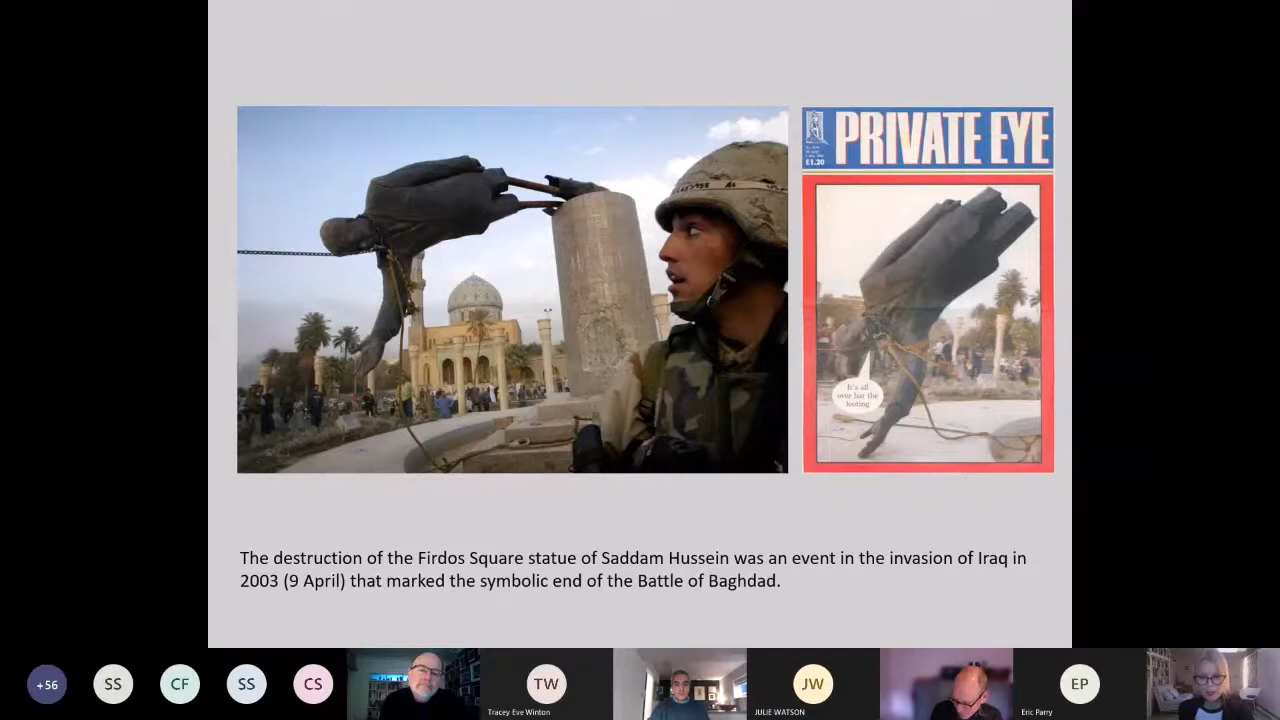 PRIVATE EYE
£1.20
It's all
over bar the
looting
The destruction of the Firdos Square statue of Saddam Hussein was an event in the invasion of Iraq in
2003 (9 April) that marked the symbolic end of the Battle of Baghdad.
+56
SS
CF
SS
CS
TW
Tracey Eve Winton
JW
JULIE WATSON
EP
Eric Parry